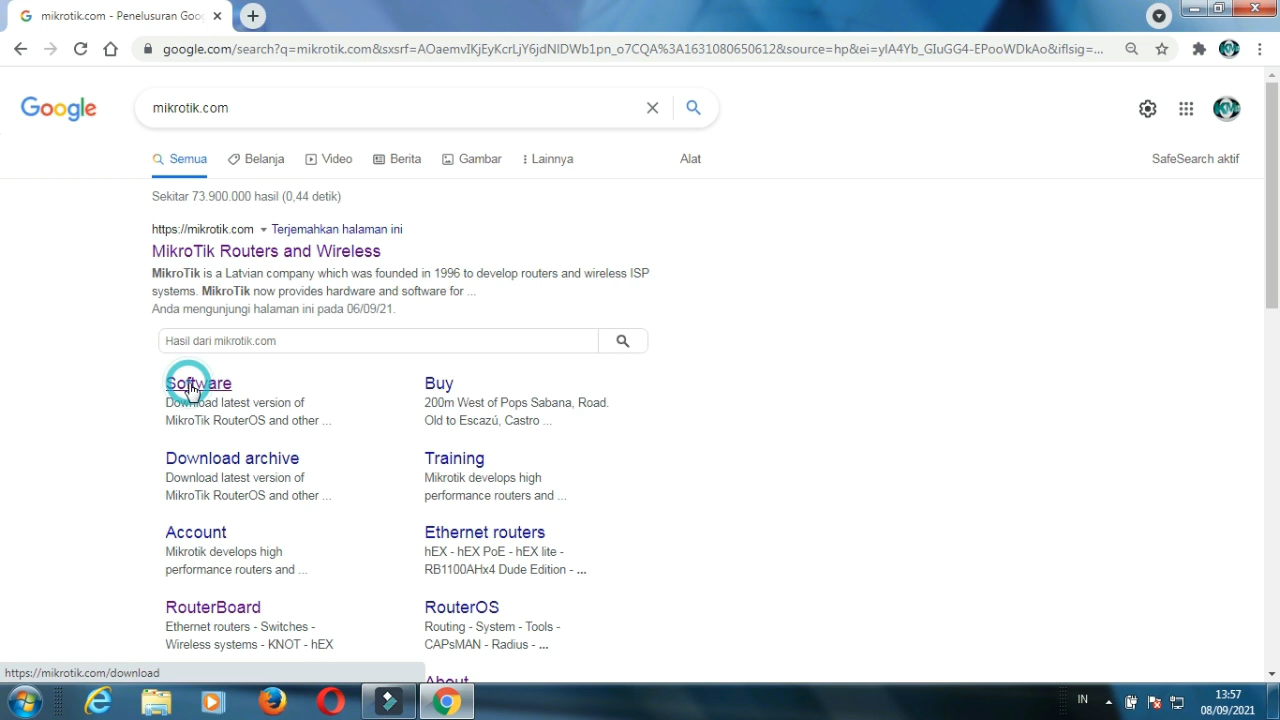 mikrotik.com - Penelusuran Goog
google.com/search?q=mikrotik.com&sxsrf=AOaemvIKjEyKcrLjY6jdNIDWb1pn_o7CQA%3A1631080650612&source=hp&ei=yIA4Yb_GIuGG4-EPooWDkAo&iflsig=...
Google
mikrotik.com
Semua
Belanja
Video
Berita
Gambar
Lainnya
Alat
SafeSearch aktif
Sekitar 73.900.000 hasil (0,44 detik)
https://mikrotik.com
Terjemahkan halaman ini
MikroTik Routers and Wireless
MikroTik is a Latvian company which was founded in 1996 to develop routers and wireless ISP
systems. MikroTik now provides hardware and software for ...
Anda mengunjungi halaman ini pada 06/09/21.
Hasil dari mikrotik.com
Software
Download latest version of
MikroTik RouterOS and other ...
Buy
200m West of Pops Sabana, Road.
Old to Escazú, Castro ...
Download archive
Download latest version of
MikroTik RouterOS and other ...
Training
Mikrotik develops high
performance routers and ...
Account
Mikrotik develops high
performance routers and ...
Ethernet routers
hEX - hEX PoE - hEX lite -
RB1100AHx4 Dude Edition - ...
RouterBoard
Ethernet routers - Switches -
Wireless systems - KNOT - hEX
RouterOS
Routing - System - Tools -
CAPsMAN - Radius - ...
About
https://mikrotik.com/download
IN
13:57
08/09/2021